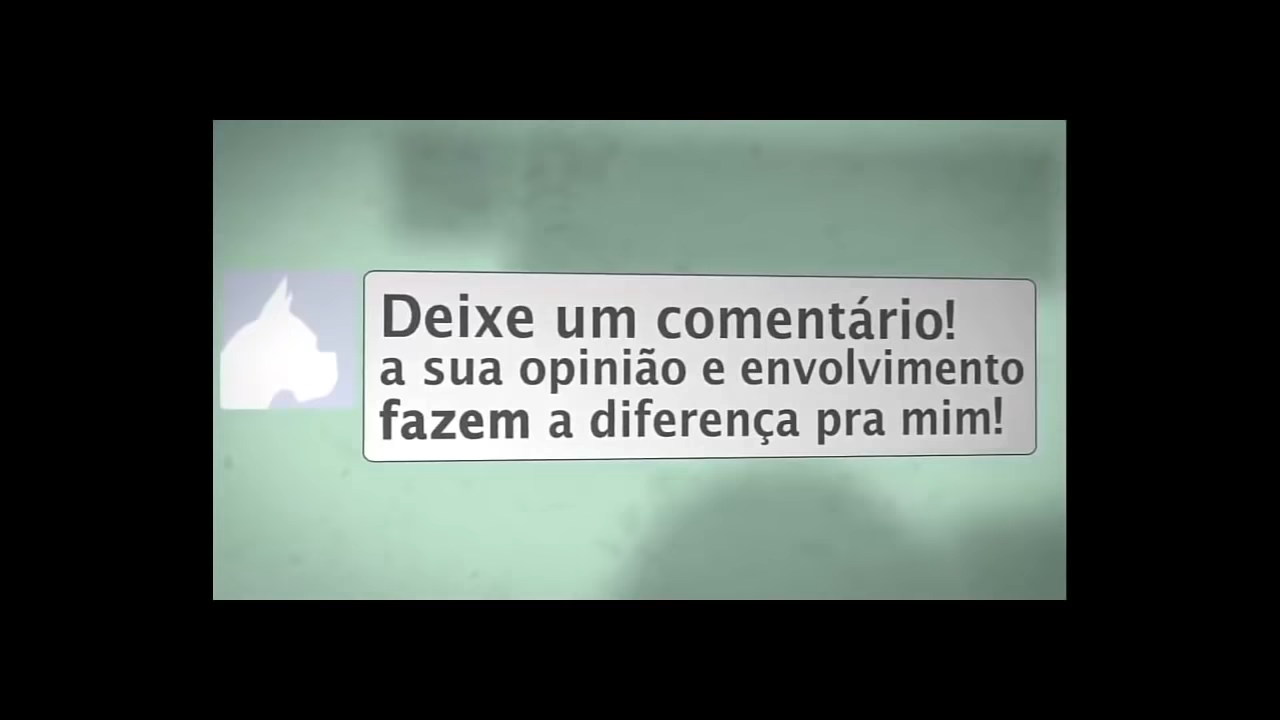 Deixe um comentário!
a sua opinião e envolvimento
fazem a diferença pra mim!